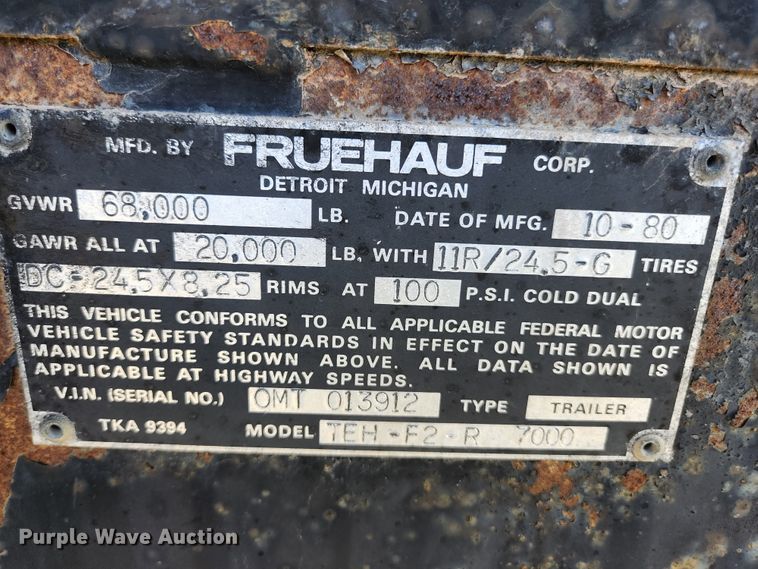 MFD. BY FRUEHAUF CORP.
DETROIT MICHIGAN
GVWR 68,000 LB. DATE OF MFG. 10-80
GAWR ALL AT 20,000 LB. WITH 11R/24.5-G TIRES
DC-24.5X8.25 RIMS AT 100 P.S.I. COLD DUAL
THIS VEHICLE CONFORMS TO ALL APPLICABLE FEDERAL MOTOR
VEHICLE SAFETY STANDARDS IN EFFECT ON THE DATE OF
MANUFACTURE SHOWN ABOVE. ALL DATA SHOWN IS
APPLICABLE AT HIGHWAY SPEEDS.
V.I.N. (SERIAL NO.) OMT 013912 TYPE TRAILER
TKA 9394 MODEL TEH-F2-R 7000
Purple Wave Auction